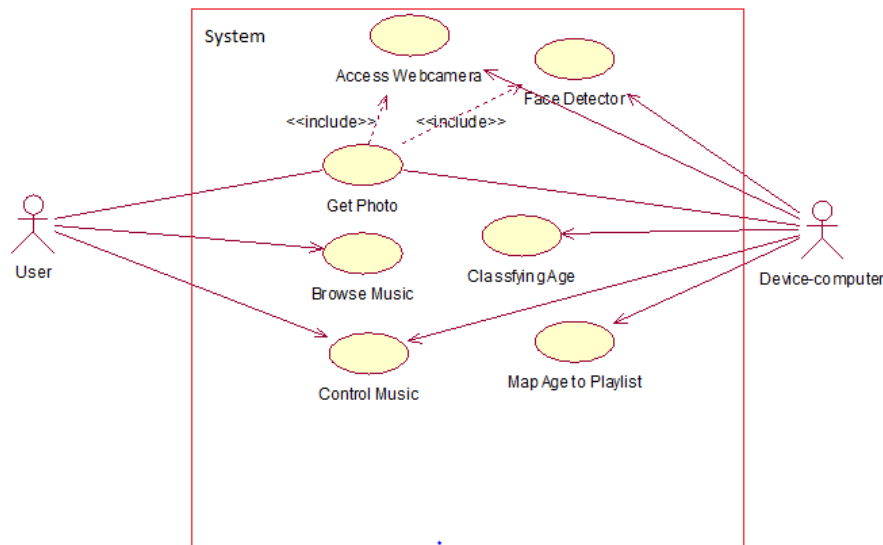 System
Access Webcamera
Face Detector
<<include>>
<<include>>
Get Photo
User
Browse Music
ClassfyingAge
Device-computer
Control Music
Map Age to Playlist